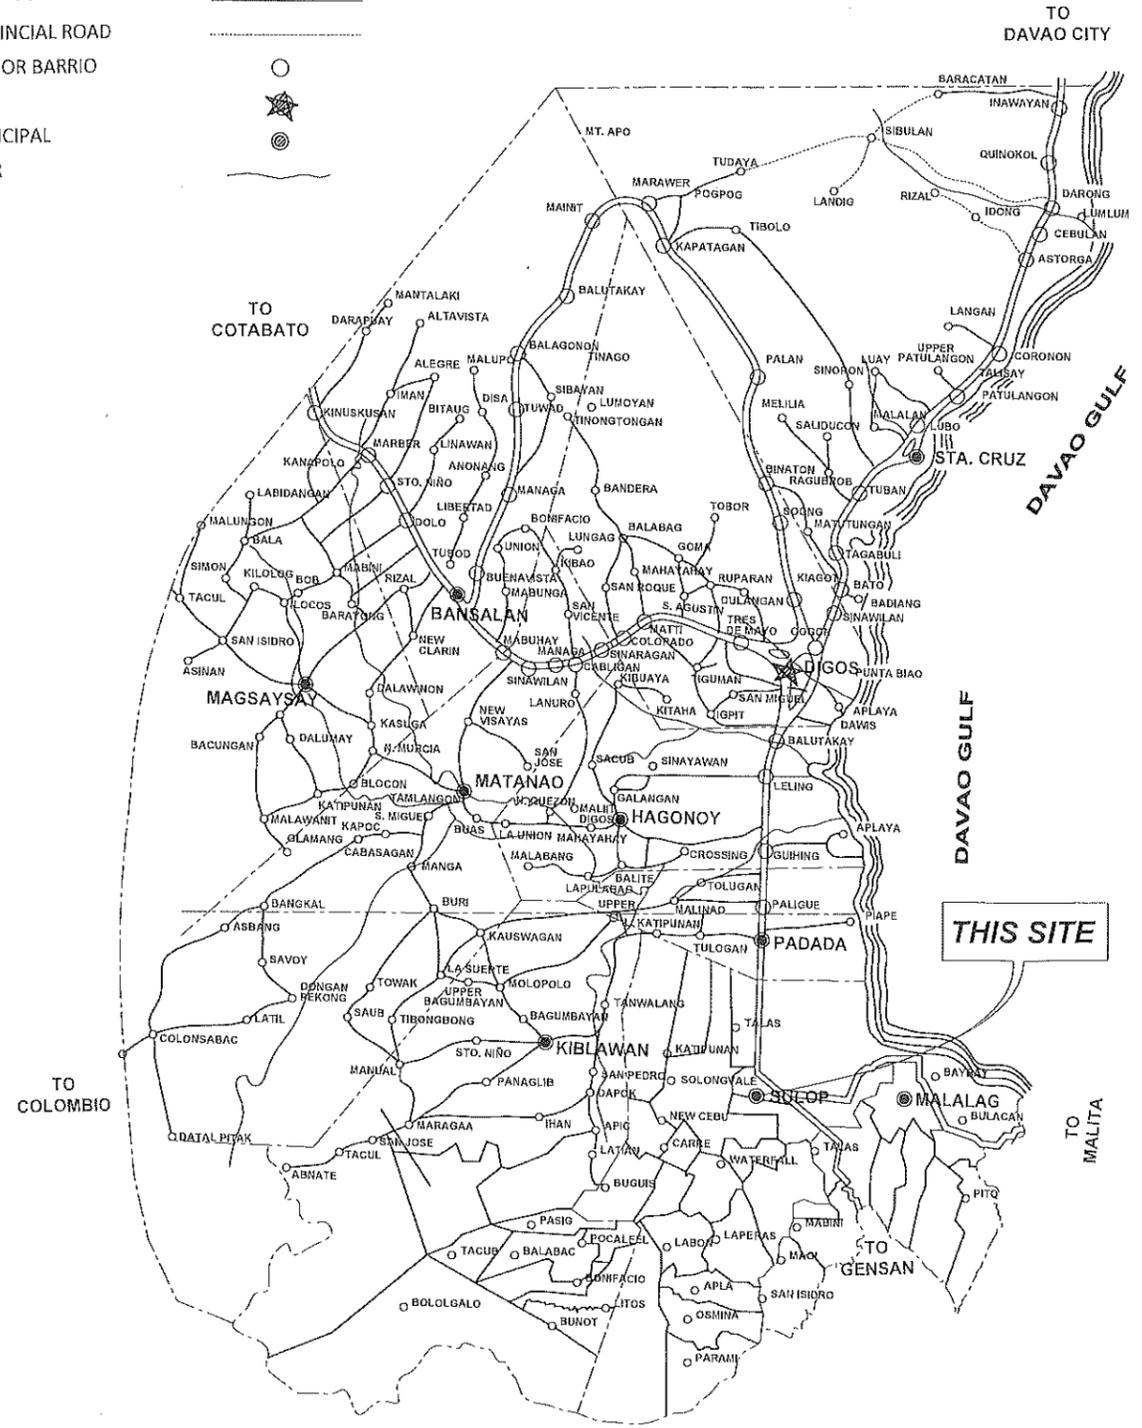 INCIAL ROAD
OR BARRIO
ICIPAL
TO
DAVAO CITY
BARACATAN
INAWAYAN
MT. APO
SIBULAN
QUINOKOL
TUDAYA
MARAWER
POGPOG
LANDIG
RIZAL
DARONG
LUMLUM
IDONG
CEBULAN
MAINIT
TIBOLO
KAPATAGAN
ASTORGA
TO
COTABATO
MANTALAKI
BALUTAKAY
DARAPUAY
ALTAVISTA
LANGAN
BALAGONON
TINAGO
UPPER
PATULANGON
CORONON
ALEGRE
MALUPO
PALAN
SINORON
LUAY
TALISAY
PATULANGON
IMAN
DISA
SIBAYAN
LUMOYAN
KINUSKUSAN
BITAUG
TUWAD
TINONGTONGAN
MELILIA
SALIDUCON
MALALAN
LUBO
MARBER
LINAWAN
STA. CRUZ
DAVAO GULF
KANAPOLO
ANONANG
BINATON
RAGUBROB
STO. NIÑO
MANAGA
BANDERA
TUBAN
LABIDANGAN
LIBERTAD
TOBOR
SOONG
MALUNGON
DOLO
BONIFACIO
BALABAG
MATUTUNGAN
BALA
TUBOD
UNION
LUNGAG
GOMA
TAGABULI
SIMON
KILOLOG
BOB
MABINI
RIZAL
BUENAVISTA
KIBAO
MAHAYAHAY
RUPARAN
KIAGOT
BATO
TACUL
ILOCOS
BARATONG
BANSALAN
MABUNGA
SAN ROQUE
S. AGUSTIN
DULANGAN
BADIANG
SAN
VICENTE
MATTI
TRES
DE MAYO
COGON
SINAWILAN
SAN ISIDRO
NEW
CLARIN
MABUHAY
MANAGA
COLORADO
SINARAGAN
ASINAN
SINAWILAN
CABLIGAN
DIGOS
PUNTA BIAO
MAGSAYSAY
DALAWINON
LANURO
KIBUAYA
TIGUMAN
SAN MIGUEL
KITAHA
IGPIT
APLAYA
DAWIS
BACUNGAN
DALUMAY
KASUGA
NEW
VISAYAS
N. MURCIA
SAN
JOSE
SACUB
SINAYAWAN
BALUTAKAY
DAVAO GULF
BLOCON
MATANAO
LELING
KATIPUNAN
TAMLANGON
N. QUEZON
GALANGAN
MALAWANIT
S. MIGUEL
MALIIT
DIGOS
HAGONOY
APLAYA
GLAMANG
KAPOC
BUAS
LA UNION
MAHAYAHAY
CABASAGAN
MANGA
MALABANG
CROSSING
GUIHING
LAPULABAO
BALITE
TOLUGAN
BANGKAL
BURI
UPPER
MALINAO
PALIGUE
ASBANG
KAUSWAGAN
KATIPUNAN
PIAPE
TULOGAN
PADADA
THIS SITE
SAVOY
DONGAN
PEKONG
TOWAK
LA SUERTE
UPPER
BAGUMBAYAN
MOLOPOLO
TANWALANG
LATIL
SAUB
TIBONGBONG
BAGUMBAYAN
TALAS
COLONSABAC
STO. NIÑO
KIBLAWAN
KATIPUNAN
MANUAL
TO
COLOMBIO
PANAGLIB
SAN PEDRO
SOLONGVALE
DAPOK
SULOP
BAYBAY
MALALAG
BULACAN
TO
MALITA
DATAL PITAK
MARAGAA
IHAN
NEW CEBU
APIG
SAN JOSE
TACUL
LATIAN
CARRE
WATERFALL
TALAS
ABNATE
BUGUIS
PITO
PASIG
MABINI
TACUB
BALABAC
POCALEEL
LABON
LAPERAS
MAOI
TO
GENSAN
BONIFACIO
APLA
BOLOLGALO
LITOS
SAN ISIDRO
BUNOT
OSMINA
PARAMI